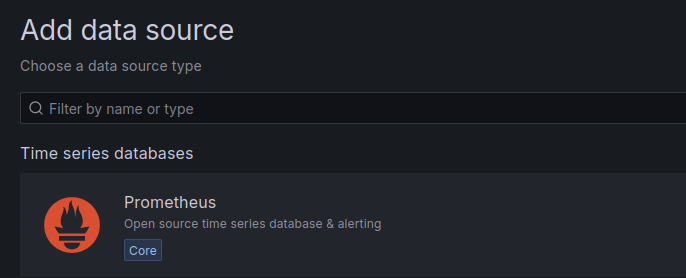 Add data source
Choose a data source type
Filter by name or type
Time series databases
Prometheus
Open source time series database & alerting
Core